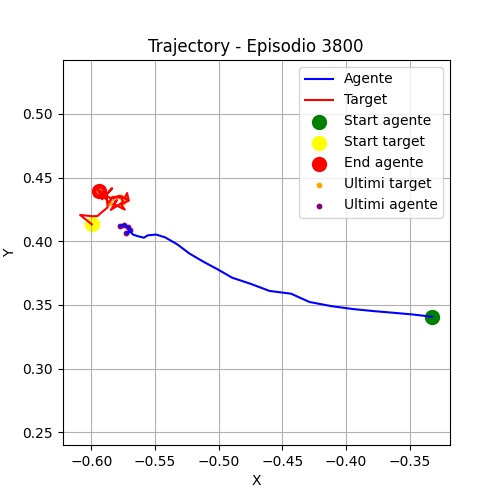 Trajectory - Episodio 3800
Agente
Target
Start agente
Start target
End agente
Ultimi target
Ultimi agente
0.50
0.45
0.40
0.35
0.30
0.25
Y
−0.60
−0.55
−0.50
−0.45
−0.40
−0.35
X